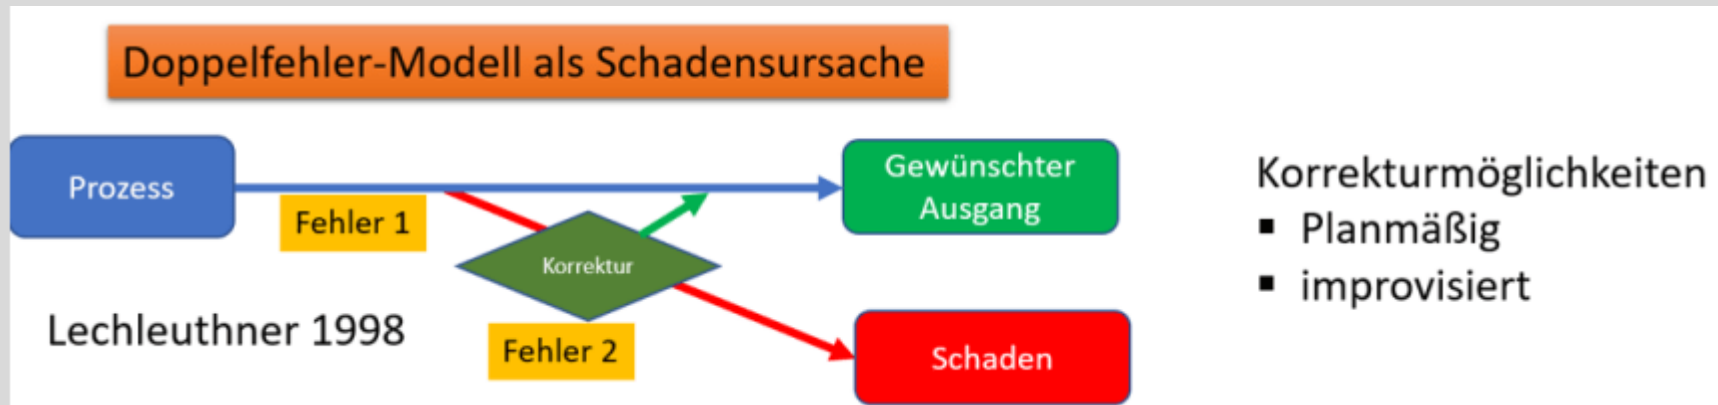 Doppelfehler-Modell als Schadensursache
Prozess
Fehler 1
Korrektur
Fehler 2
Gewünschter
Ausgang
Schaden
Lechleuthner 1998
Korrekturmöglichkeiten
▪ Planmäßig
▪ improvisiert